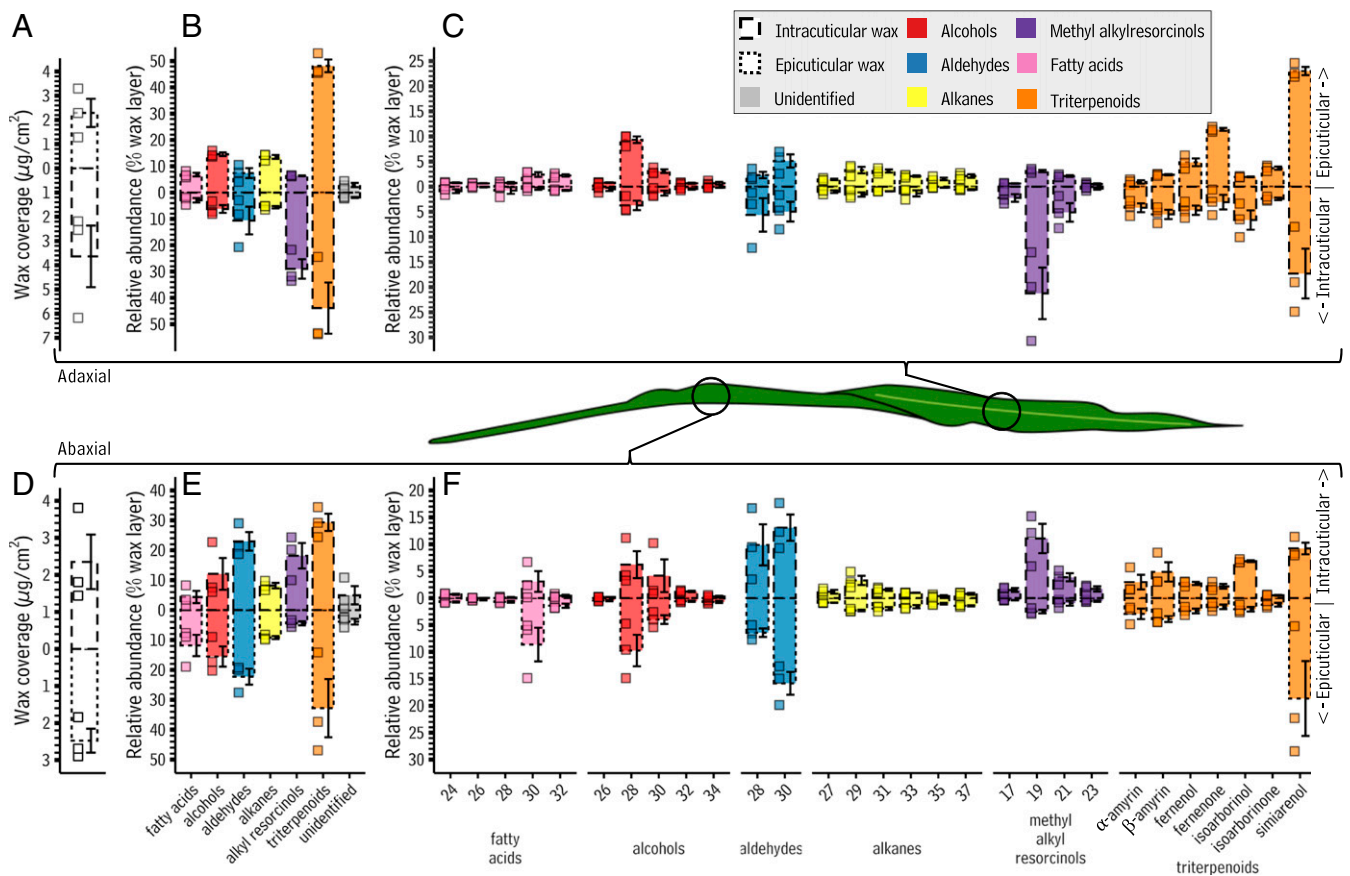 A
B
C
Intracuticular wax
Alcohols
Methyl alkylresorcinols
Epicuticular wax
Aldehydes
Fatty acids
Unidentified
Alkanes
Triterpenoids
Wax coverage (µg/cm²)
4
3
2
1
0
1
2
3
4
5
6
7
Relative abundance (% wax layer)
50
40
30
20
10
0
10
20
30
40
50
Relative abundance (% wax layer)
25
20
15
10
5
0
5
10
15
20
25
30
<- Intracuticular | Epicuticular ->
Adaxial
Abaxial
D
E
F
Wax coverage (µg/cm²)
4
3
2
1
0
1
2
3
Relative abundance (% wax layer)
40
30
20
10
0
10
20
30
40
50
Relative abundance (% wax layer)
20
15
10
5
0
5
10
15
20
25
30
<- Epicuticular | Intracuticular ->
fatty acids
alcohols
aldehydes
alkanes
alkyl resorcinols
triterpenoids
unidentified
24 26 28 30 32
26 28 30 32 34
28 30
27 29 31 33 35 37
17 19 21 23
α-amyrin
β-amyrin
fernenol
fernenone
isoarborinol
isoarborinone
simiarenol
fatty
acids
alcohols
aldehydes
alkanes
methyl
alkyl
resorcinols
triterpenoids